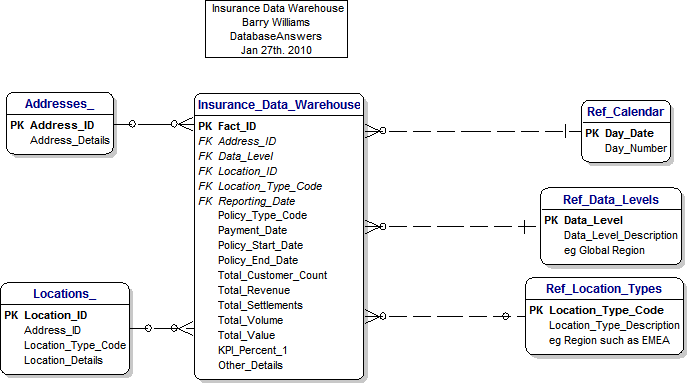 Insurance Data Warehouse
Barry Williams
DatabaseAnswers
Jan 27th. 2010
Addresses_
PK Address_ID
Address_Details
Locations_
PK Location_ID
Address_ID
Location_Type_Code
Location_Details
Insurance_Data_Warehouse
PK Fact_ID
FK Address_ID
FK Data_Level
FK Location_ID
FK Location_Type_Code
FK Reporting_Date
Policy_Type_Code
Payment_Date
Policy_Start_Date
Policy_End_Date
Total_Customer_Count
Total_Revenue
Total_Settlements
Total_Volume
Total_Value
KPI_Percent_1
Other_Details
Ref_Calendar
PK Day_Date
Day_Number
Ref_Data_Levels
PK Data_Level
Data_Level_Description
eg Global Region
Ref_Location_Types
PK Location_Type_Code
Location_Type_Description
eg Region such as EMEA